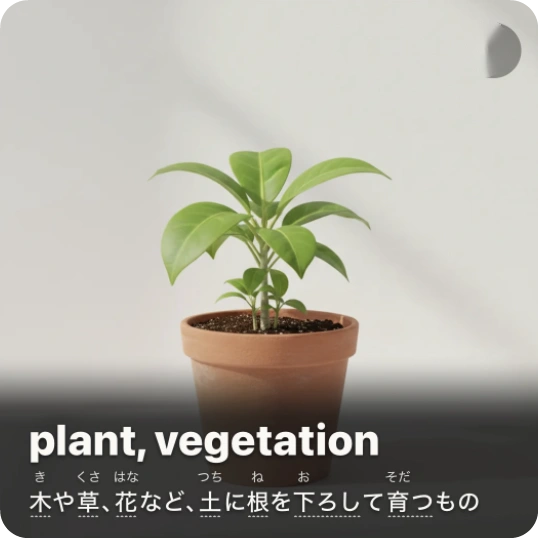 plant, vegetation
き くさ はな つち ね お そだ
木や草、花など、土に根を下ろして育つもの